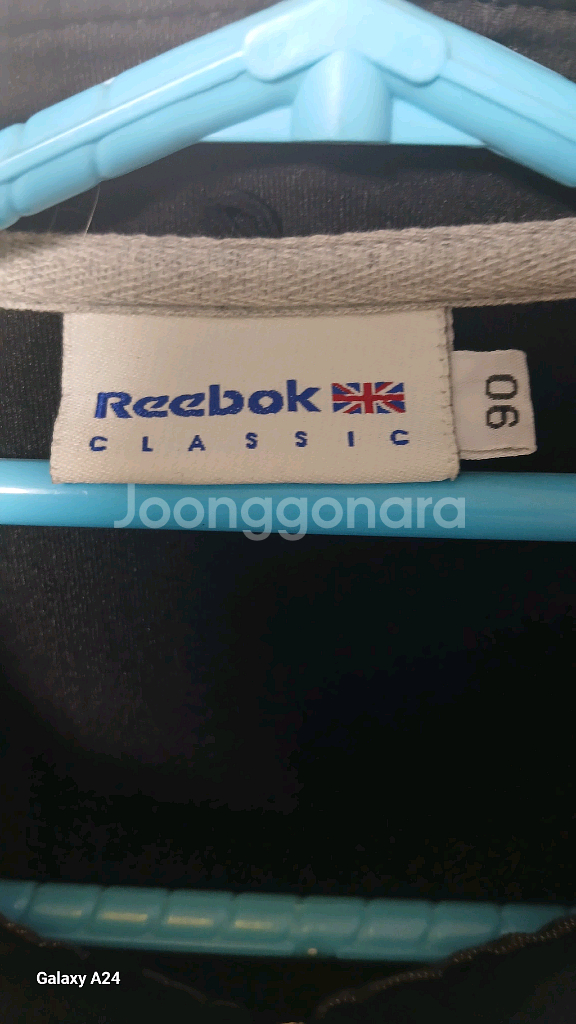 Reebok
CLASSIC
90
Joonggonara
Galaxy A24